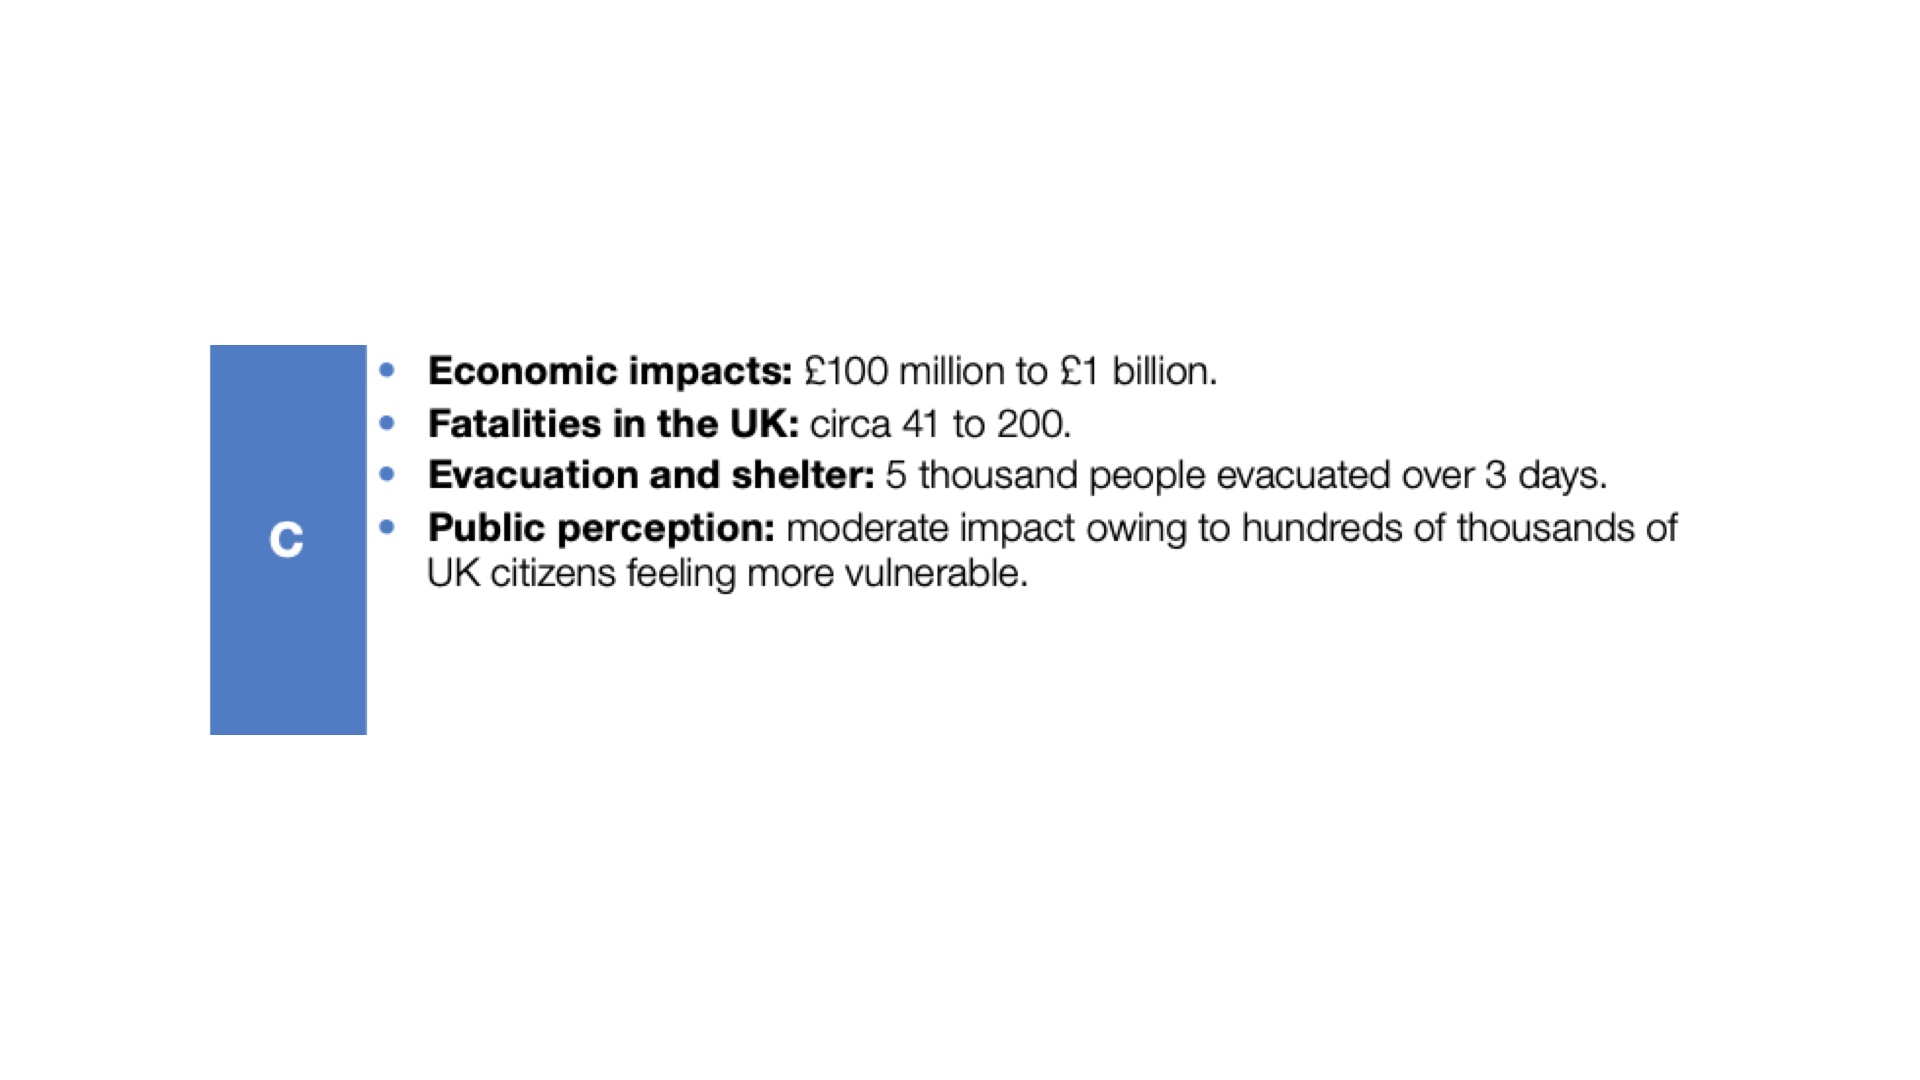 C
• Economic impacts: £100 million to £1 billion.
• Fatalities in the UK: circa 41 to 200.
• Evacuation and shelter: 5 thousand people evacuated over 3 days.
• Public perception: moderate impact owing to hundreds of thousands of
UK citizens feeling more vulnerable.